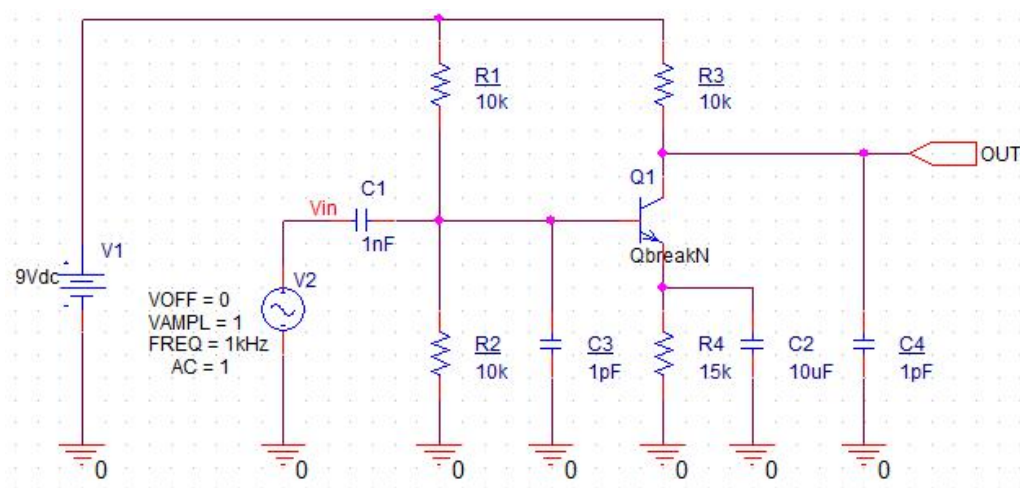 R1
10k
R3
10k
OUT
Q1
QbreakN
C1
1nF
Vin
V1
9Vdc
V2
VOFF = 0
VAMPL = 1
FREQ = 1kHz
AC = 1
R2
10k
C3
1pF
R4
15k
C2
10uF
C4
1pF
0
0
0
0
0
0
0